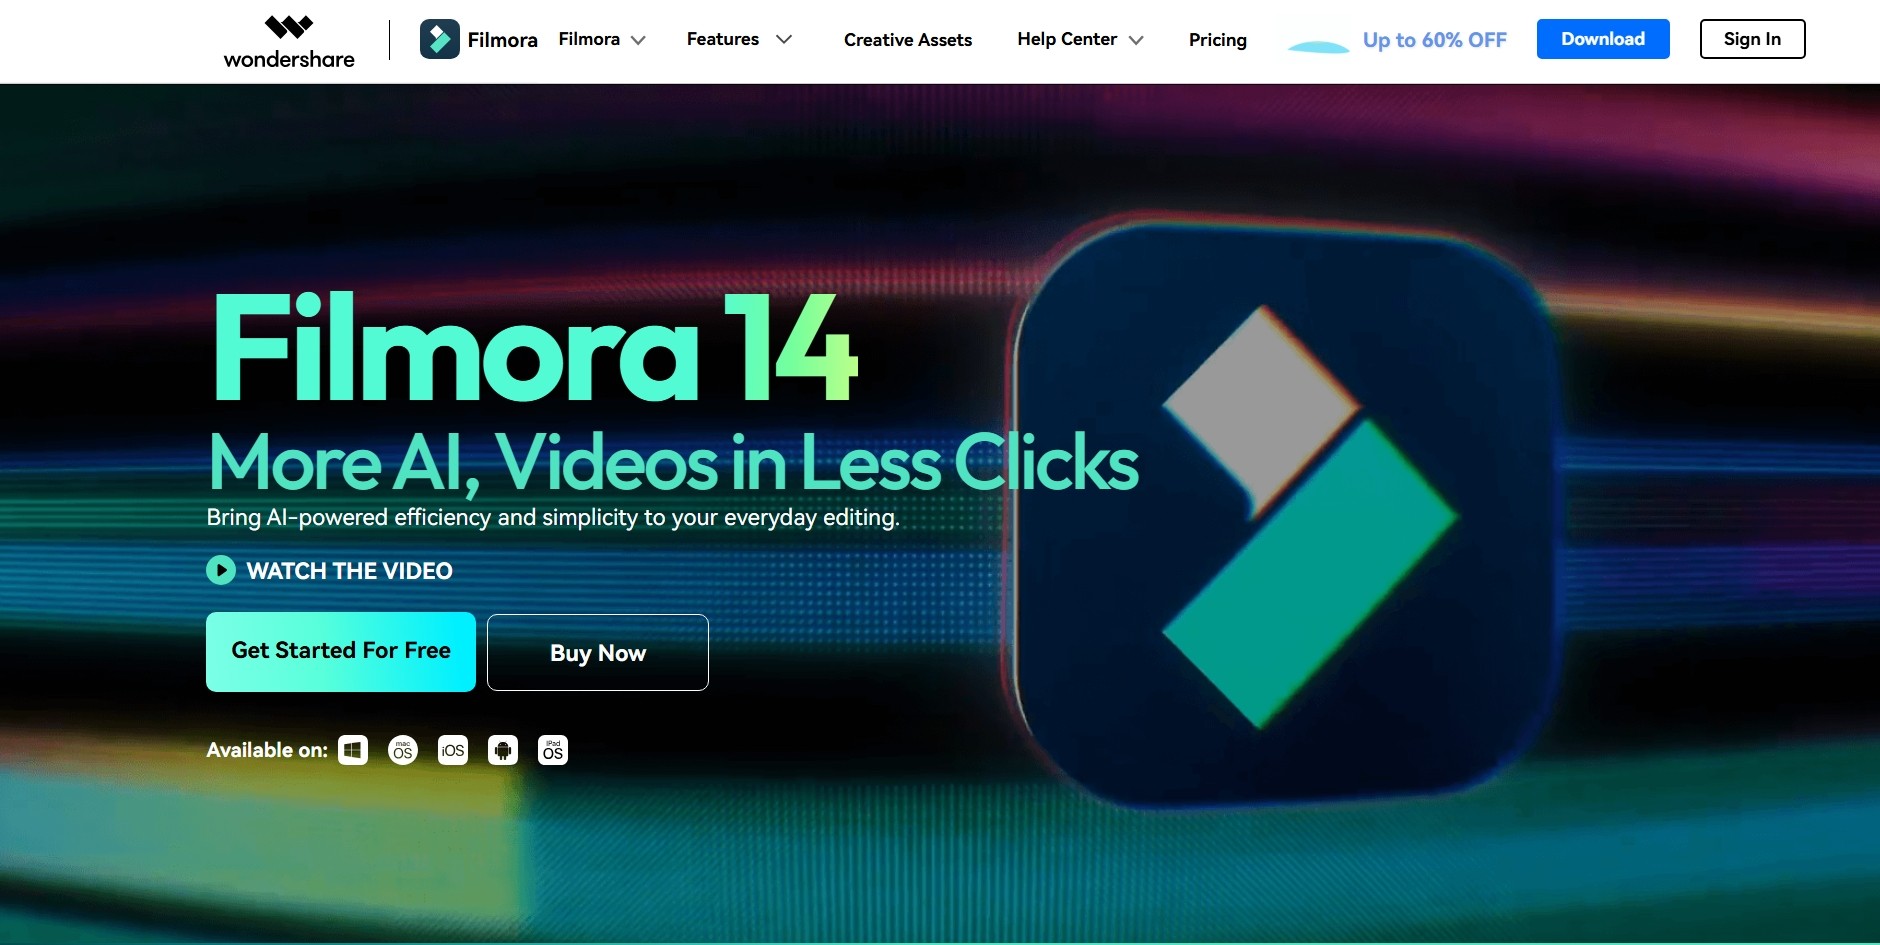 wondershare
Filmora
Filmora
Features
Creative Assets
Help Center
Pricing
Up to 60% OFF
Download
Sign In
Filmora 14
More AI, Videos in Less Clicks
Bring AI-powered efficiency and simplicity to your everyday editing.
WATCH THE VIDEO
Get Started For Free
Buy Now
Available on:
mac
OS
iOS
iPad
OS